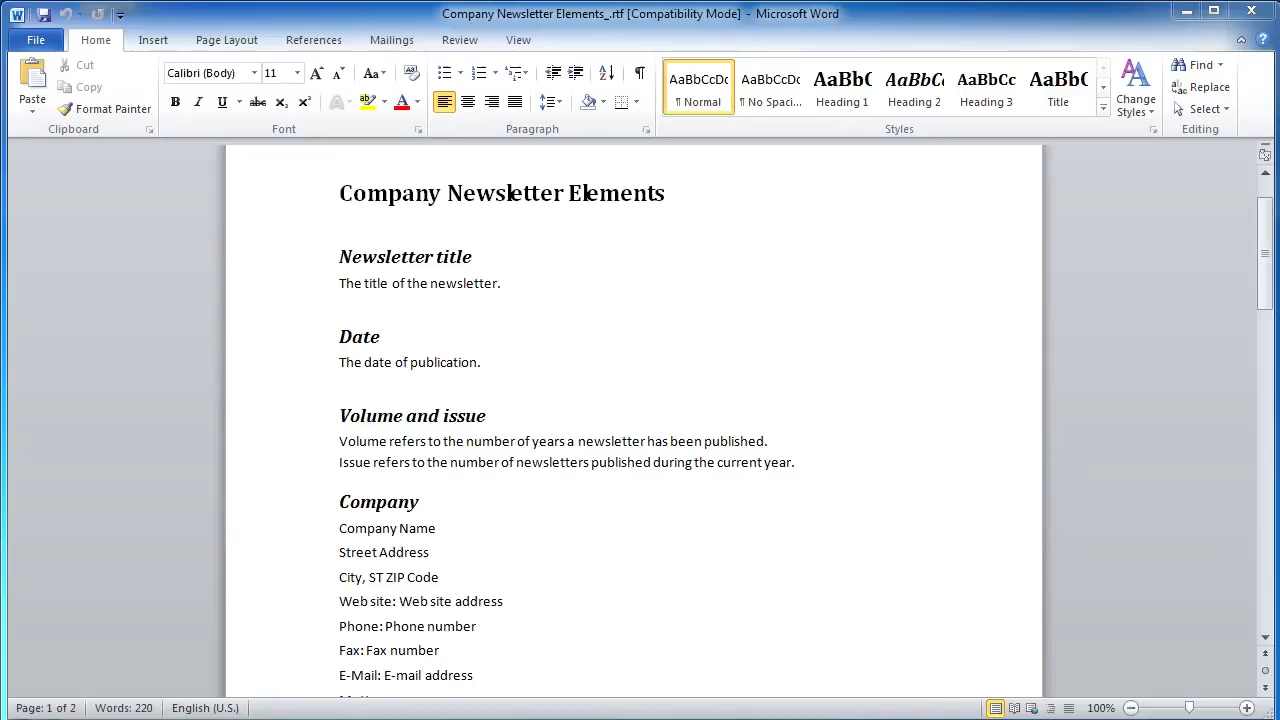 Company Newsletter Elements_.rtf [Compatibility Mode] - Microsoft Word
File Home Insert Page Layout References Mailings Review View
Paste
Cut
Copy
Format Painter
Clipboard
Calibri (Body) 11
Font
Paragraph
AaBbCcDc AaBbCcDc AaBbC AaBbCc AaBbCc AaBbC
¶ Normal ¶ No Spaci... Heading 1 Heading 2 Heading 3 Title
Change Styles
Styles
Find
Replace
Select
Editing
Company Newsletter Elements
Newsletter title
The title of the newsletter.
Date
The date of publication.
Volume and issue
Volume refers to the number of years a newsletter has been published.
Issue refers to the number of newsletters published during the current year.
Company
Company Name
Street Address
City, ST ZIP Code
Web site: Web site address
Phone: Phone number
Fax: Fax number
E-Mail: E-mail address
Page: 1 of 2 Words: 220 English (U.S.) 100%